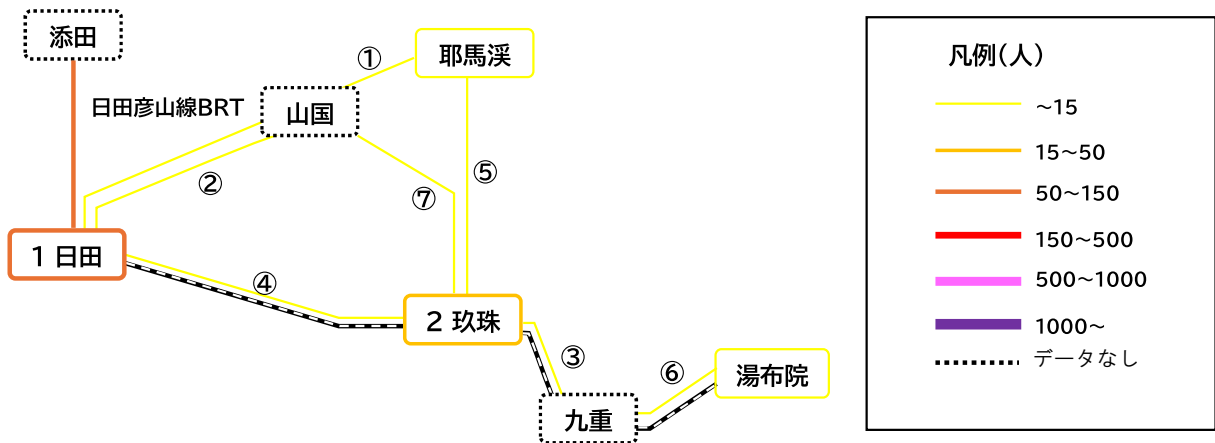 添田
①
耶馬渓
日田彦山線BRT
山国
②
⑦
⑤
1 日田
④
2 玖珠
③
⑥
湯布院
九重
凡例(人)
~15
15~50
50~150
150~500
500~1000
1000~
データなし